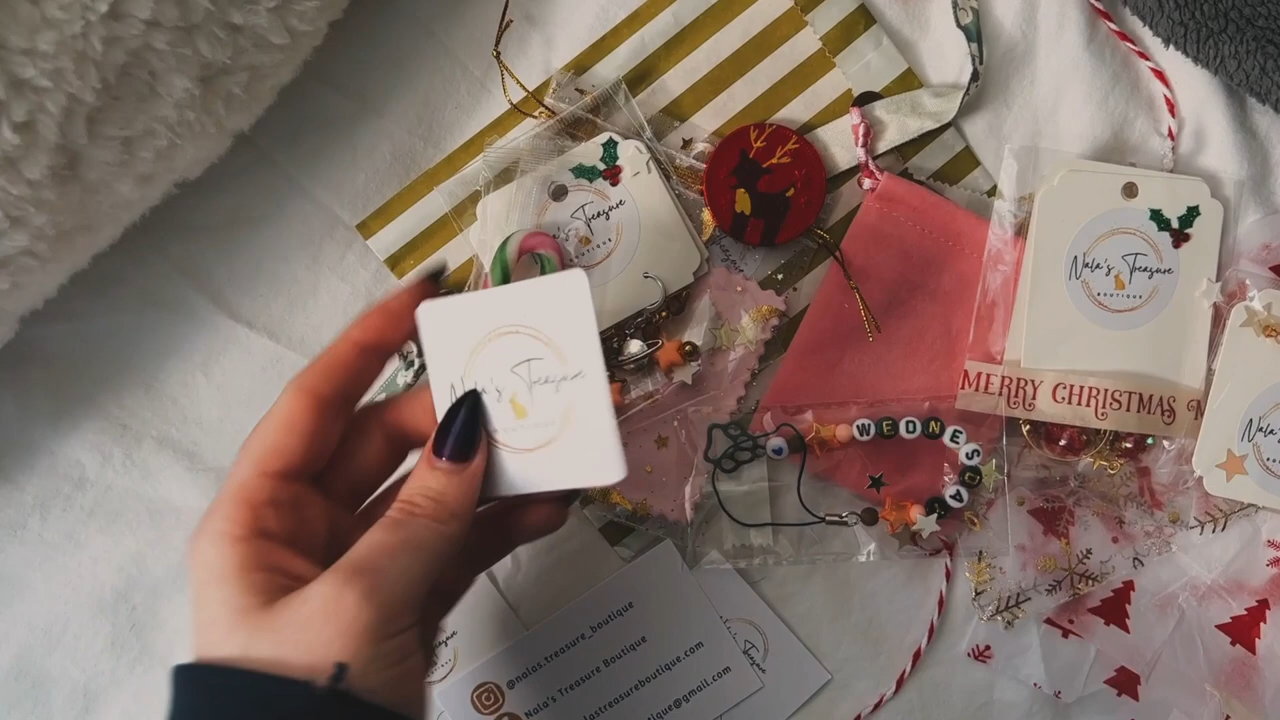 Treasure
BOUTIQUE
Nala's Treasure
BOUTIQUE
MERRY CHRISTMAS
Nala's Treasure
WEDNESDA
Nala's
@nalas.treasure_boutique
Nala's Treasure Boutique
lastreasureboutique.com
tique@gmail.com